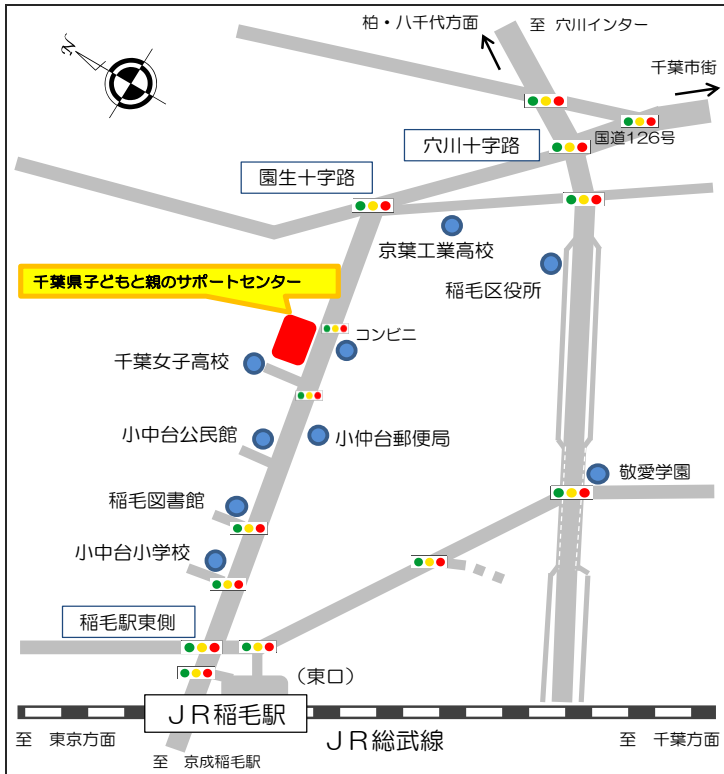 柏・八千代方面
至 穴川インター
千葉市街
N
国道126号
穴川十字路
園生十字路
京葉工業高校
稲毛区役所
千葉県子どもと親のサポートセンター
コンビニ
千葉女子高校
小中台公民館
小仲台郵便局
敬愛学園
稲毛図書館
小中台小学校
稲毛駅東側
(東口)
JR稲毛駅
至 東京方面
JR総武線
至 千葉方面
至 京成稲毛駅